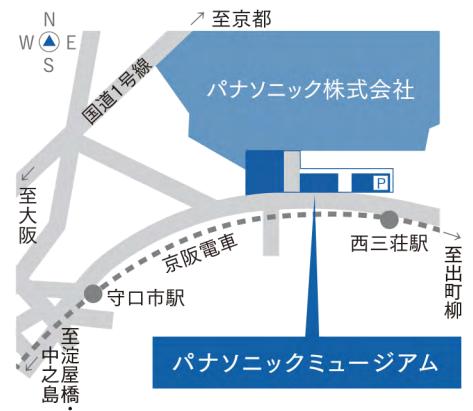 N
W E
S
至京都
国道1号線
パナソニック株式会社
至大阪
P
京阪電車
西三荘駅
至出町柳
守口市駅
至淀屋橋・
中之島
パナソニックミュージアム